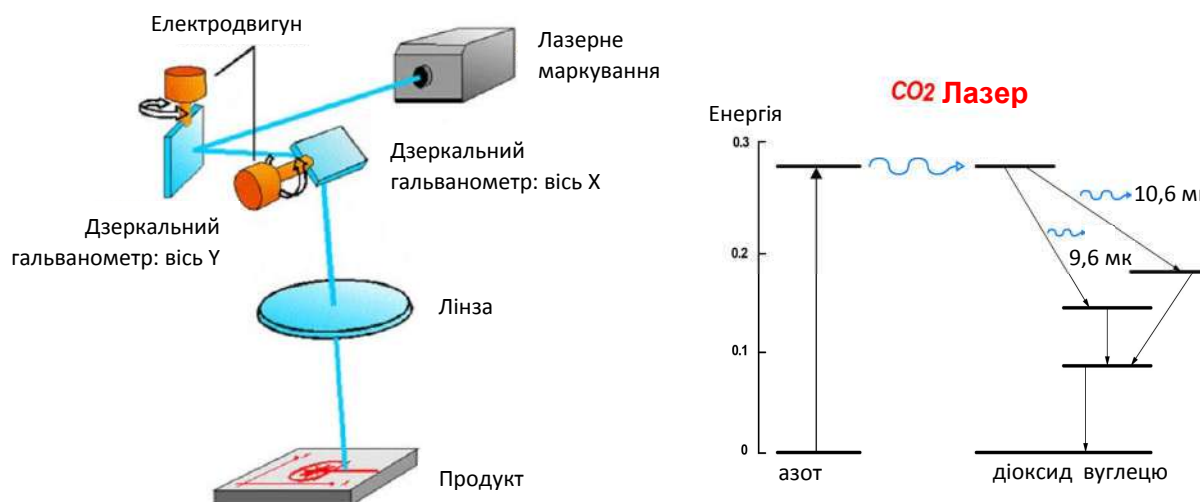 Електродвигун
Лазерне
маркування
Дзеркальний
гальванометр: вісь X
Дзеркальний
гальванометр: вісь Y
Лінза
Продукт
CO2 Лазер
Енергія
0.3
10,6 мк
9,6 мк
0.2
0.1
0
азот
діоксид вуглецю